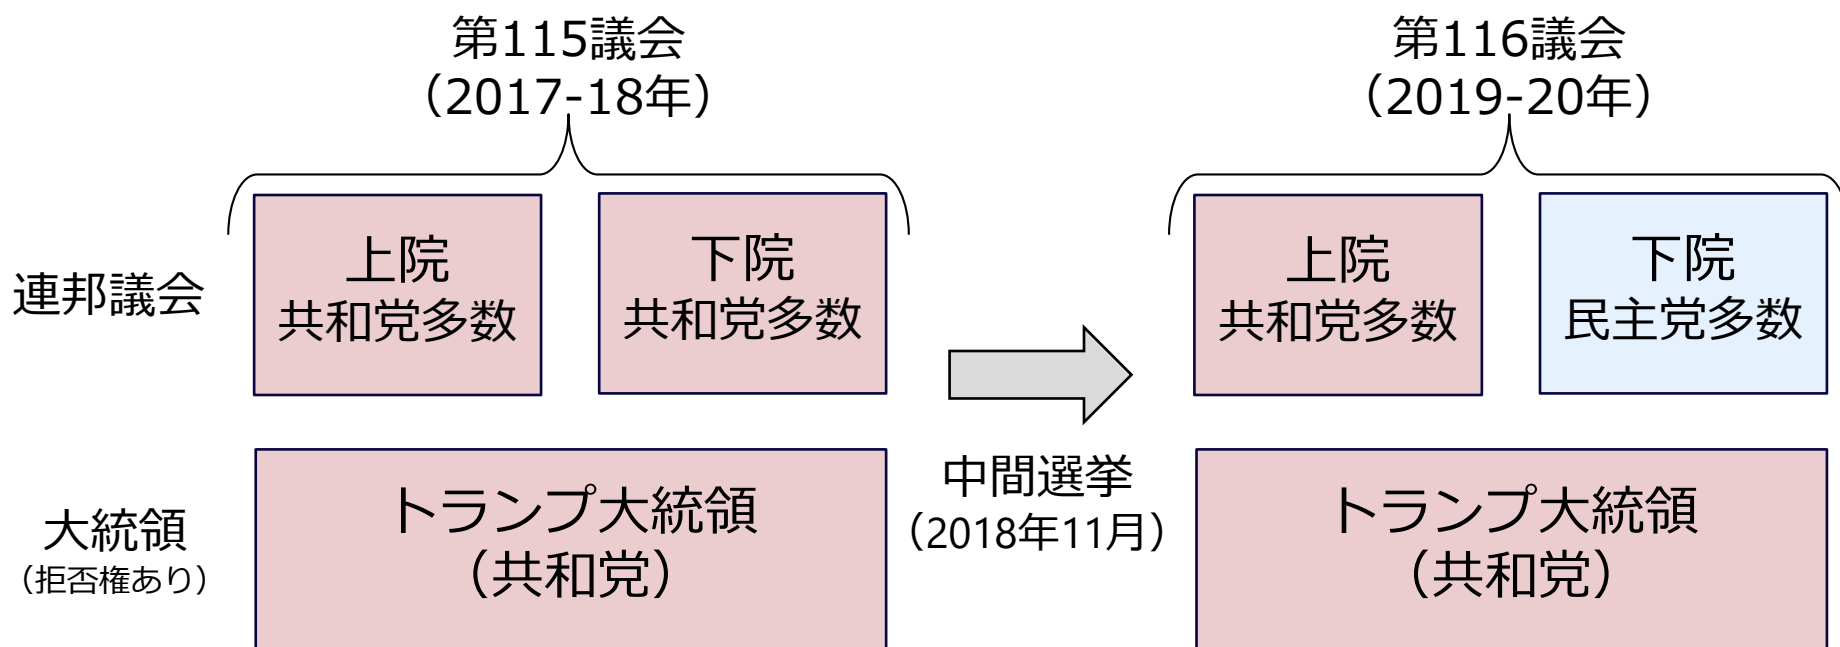 第115議会
（2017-18年）
第116議会
（2019-20年）
連邦議会
上院
共和党多数
下院
共和党多数
上院
共和党多数
下院
民主党多数
中間選挙
（2018年11月）
大統領
（拒否権あり）
トランプ大統領
（共和党）
トランプ大統領
（共和党）